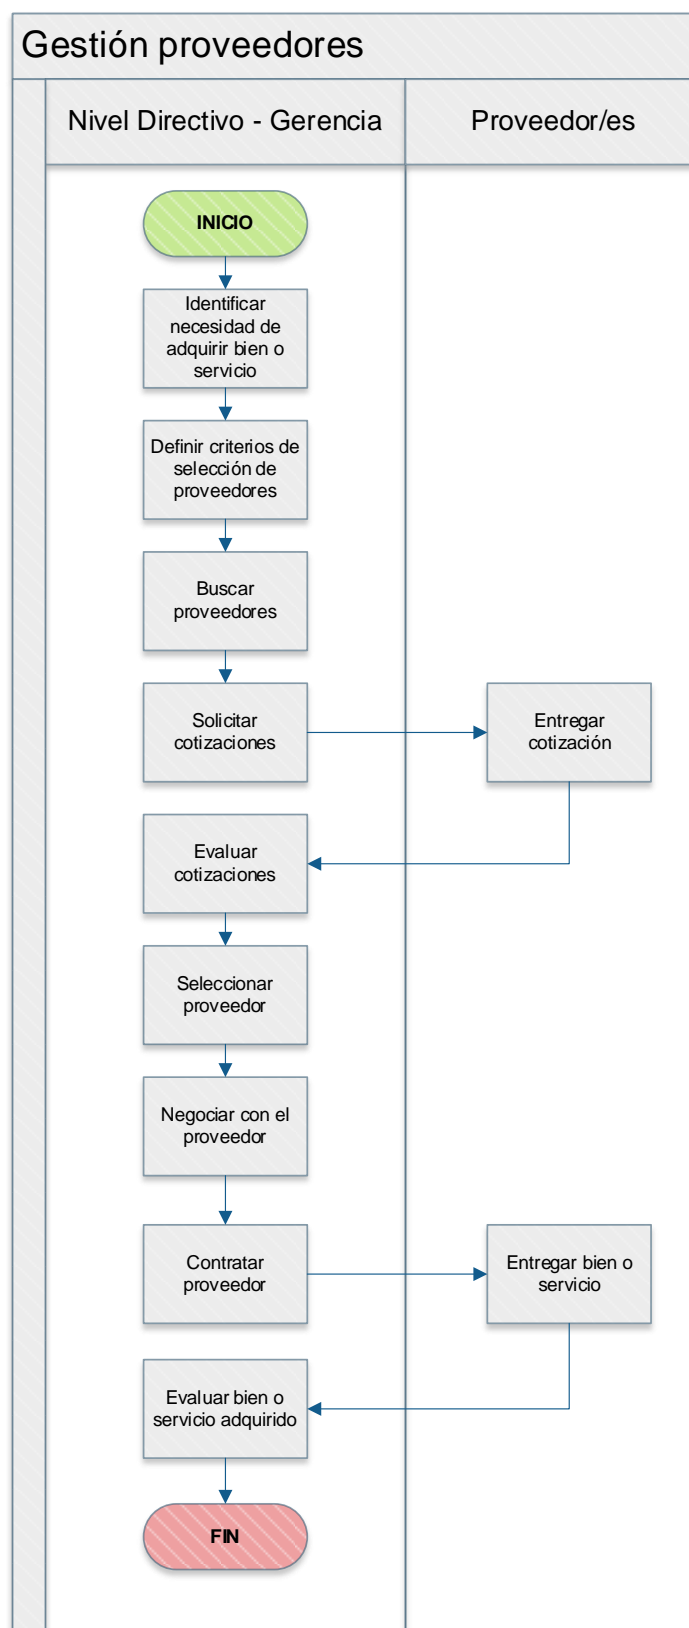 Gestión proveedores
Nivel Directivo - Gerencia
Proveedor/es
INICIO
Identificar
necesidad de
adquirir bien o
servicio
Definir criterios de
selección de
proveedores
Buscar
proveedores
Solicitar
cotizaciones
Entregar
cotización
Evaluar
cotizaciones
Seleccionar
proveedor
Negociar con el
proveedor
Contratar
proveedor
Entregar bien o
servicio
Evaluar bien o
servicio adquirido
FIN